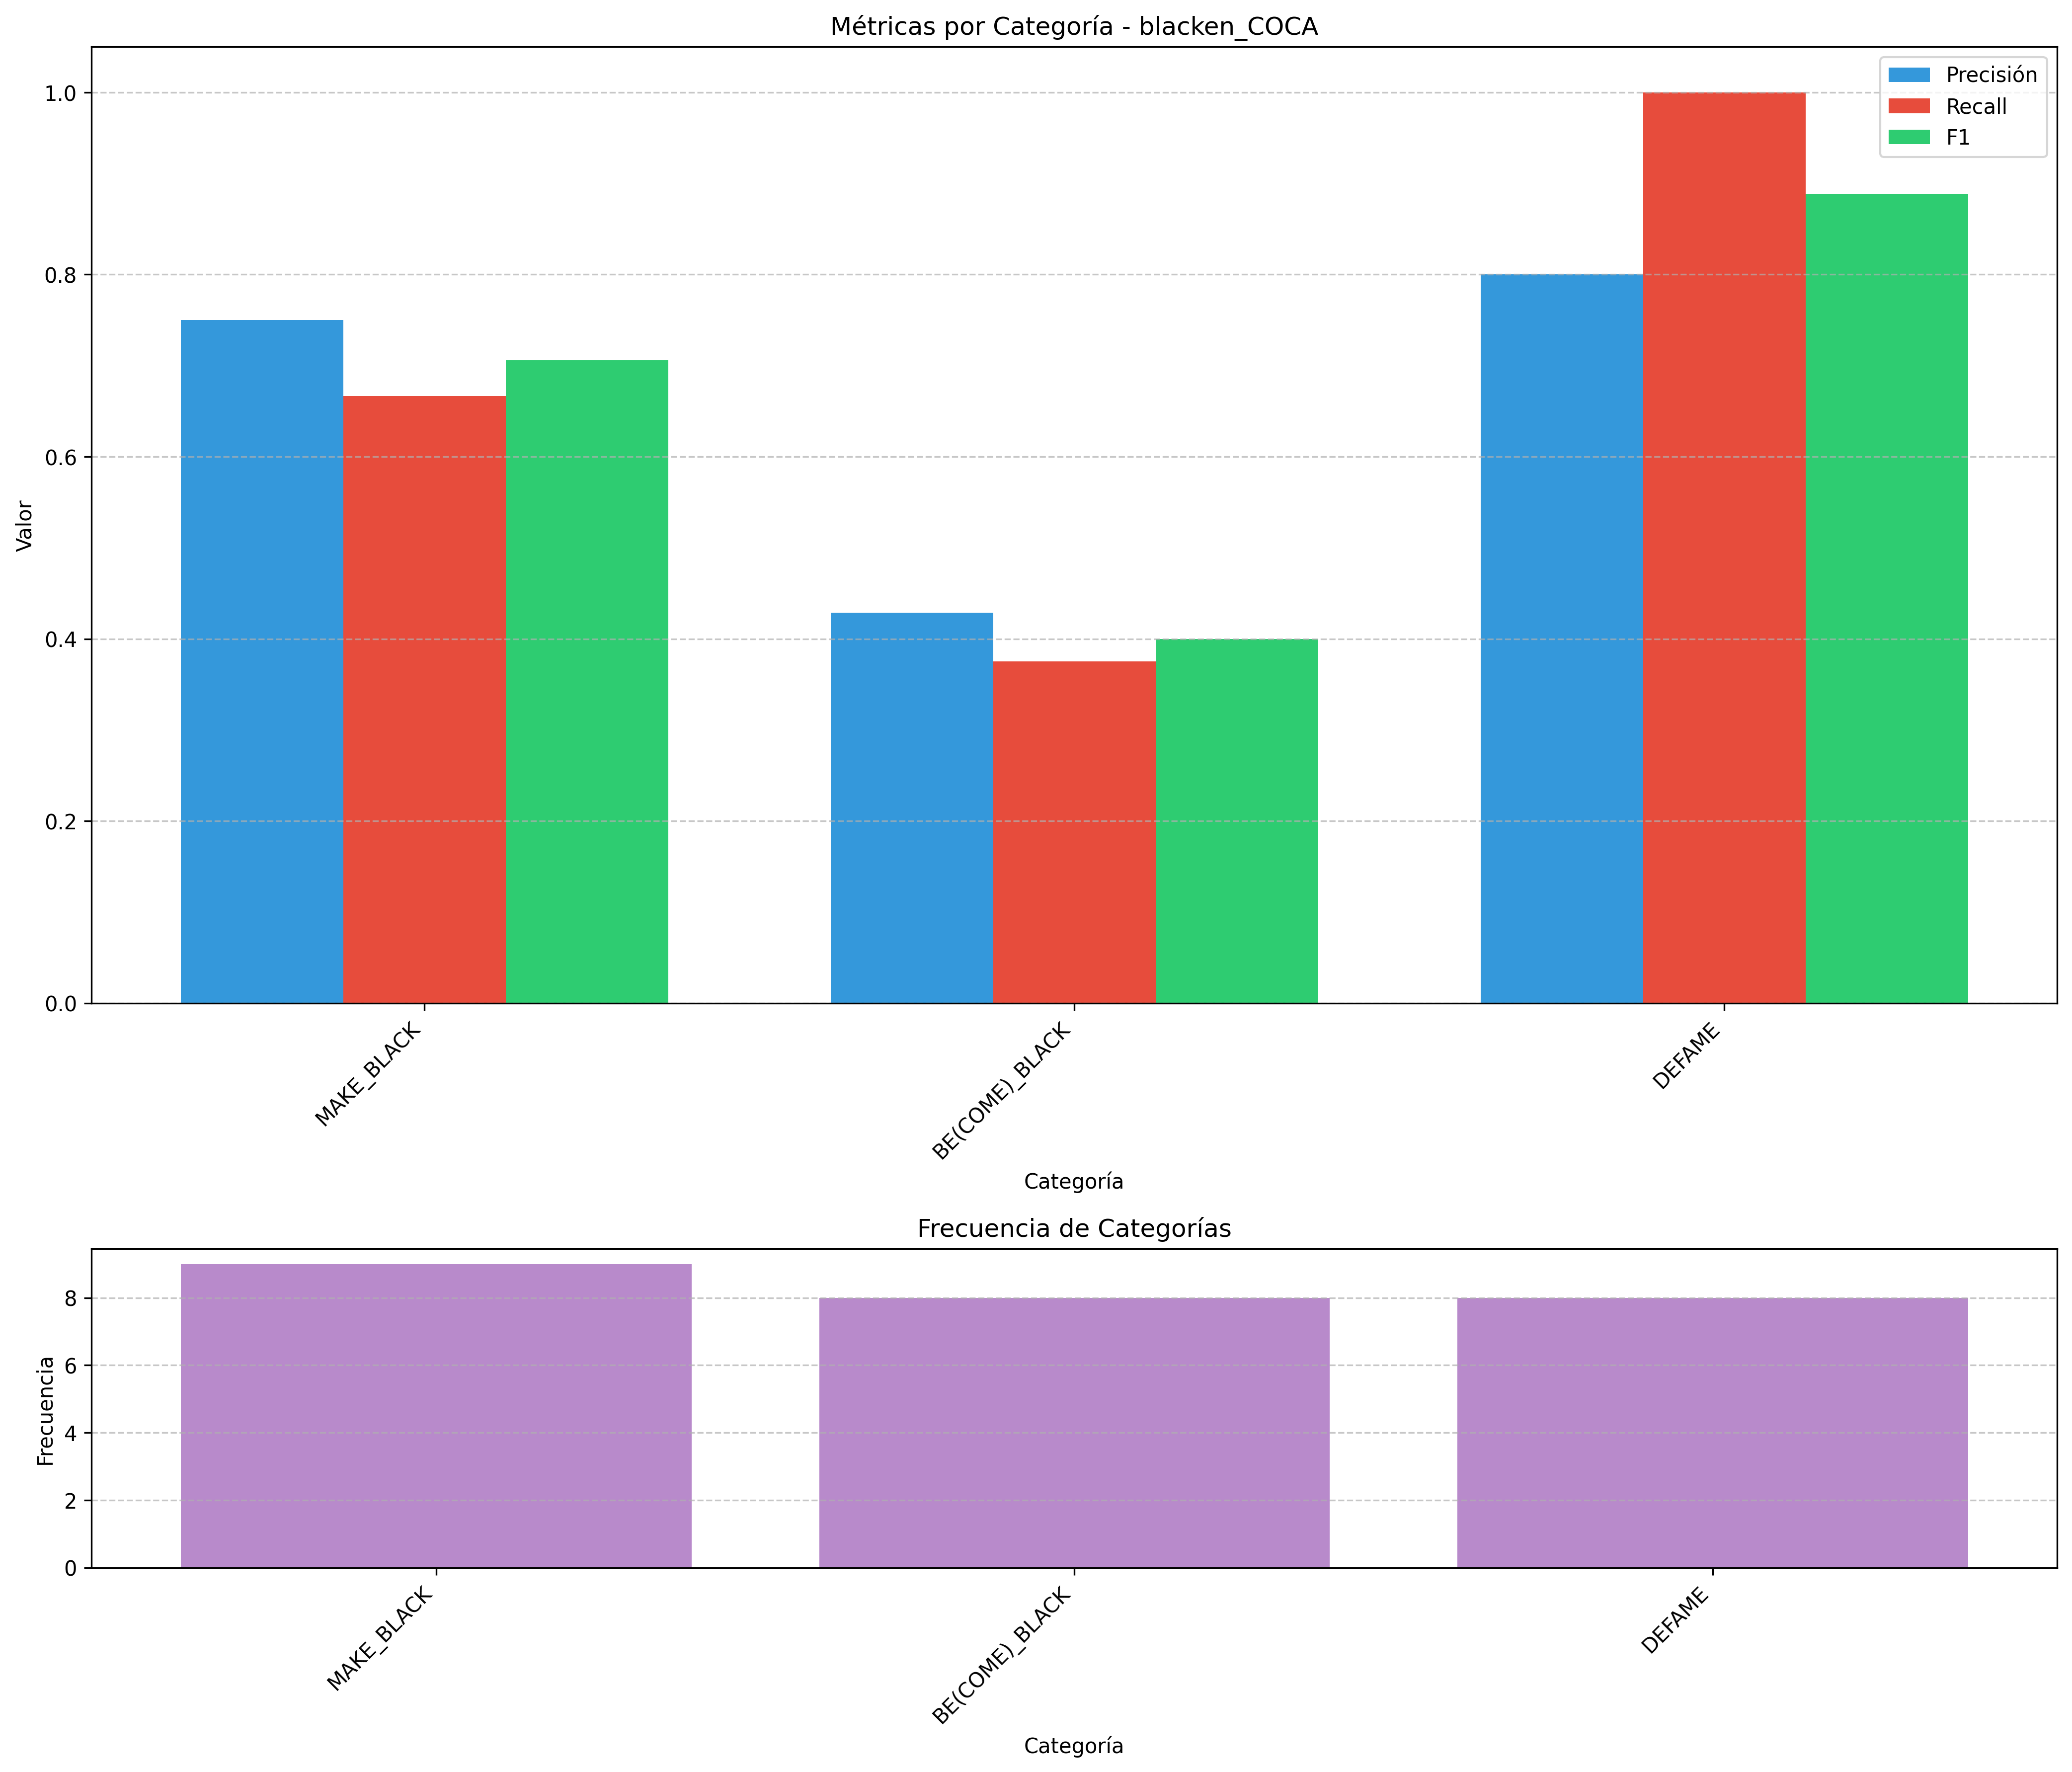 Métricas por Categoría - blacken_COCA
Precisión
Recall
F1
1.0
0.8
0.6
0.4
0.2
0.0
Valor
MAKE_BLACK
BE(COME)_BLACK
DEFAME
Categoría
Frecuencia de Categorías
8
6
4
2
0
Frecuencia
MAKE_BLACK
BE(COME)_BLACK
DEFAME
Categoría